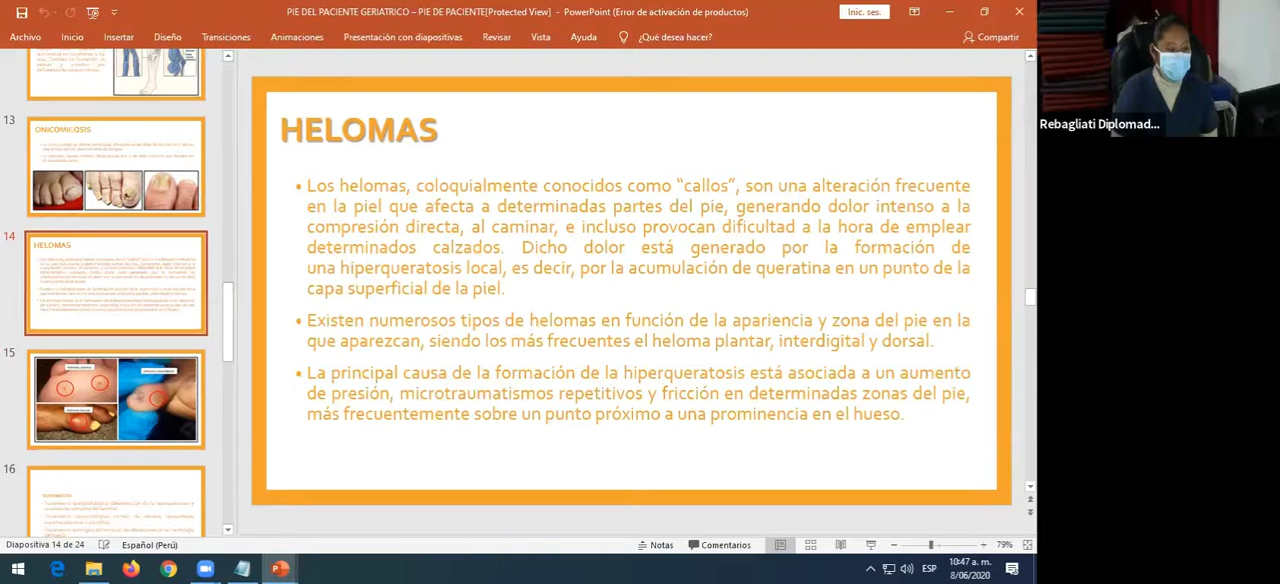 PIE DEL PACIENTE GERIATRICO – PIE DE PACIENTE[Protected View] - PowerPoint (Error de activación de productos)
Inic. ses.
Archivo Inicio Insertar Diseño Transiciones Animaciones Presentación con diapositivas Revisar Vista Ayuda ¿Qué desea hacer? Compartir
13
ONICOMICOSIS
14
HELOMAS
15
16
HELOMAS
• Los helomas, coloquialmente conocidos como “callos”, son una alteración frecuente
en la piel que afecta a determinadas partes del pie, generando dolor intenso a la
compresión directa, al caminar, e incluso provocan dificultad a la hora de emplear
determinados calzados. Dicho dolor está generado por la formación de
una hiperqueratosis local, es decir, por la acumulación de queratina en un punto de la
capa superficial de la piel.
• Existen numerosos tipos de helomas en función de la apariencia y zona del pie en la
que aparezcan, siendo los más frecuentes el heloma plantar, interdigital y dorsal.
• La principal causa de la formación de la hiperqueratosis está asociada a un aumento
de presión, microtraumatismos repetitivos y fricción en determinadas zonas del pie,
más frecuentemente sobre un punto próximo a una prominencia en el hueso.
Rebagliati Diplomad...
Diapositiva 14 de 24 Español (Perú) Notas Comentarios 79%
ESP
10:47 a. m.
8/06/2020